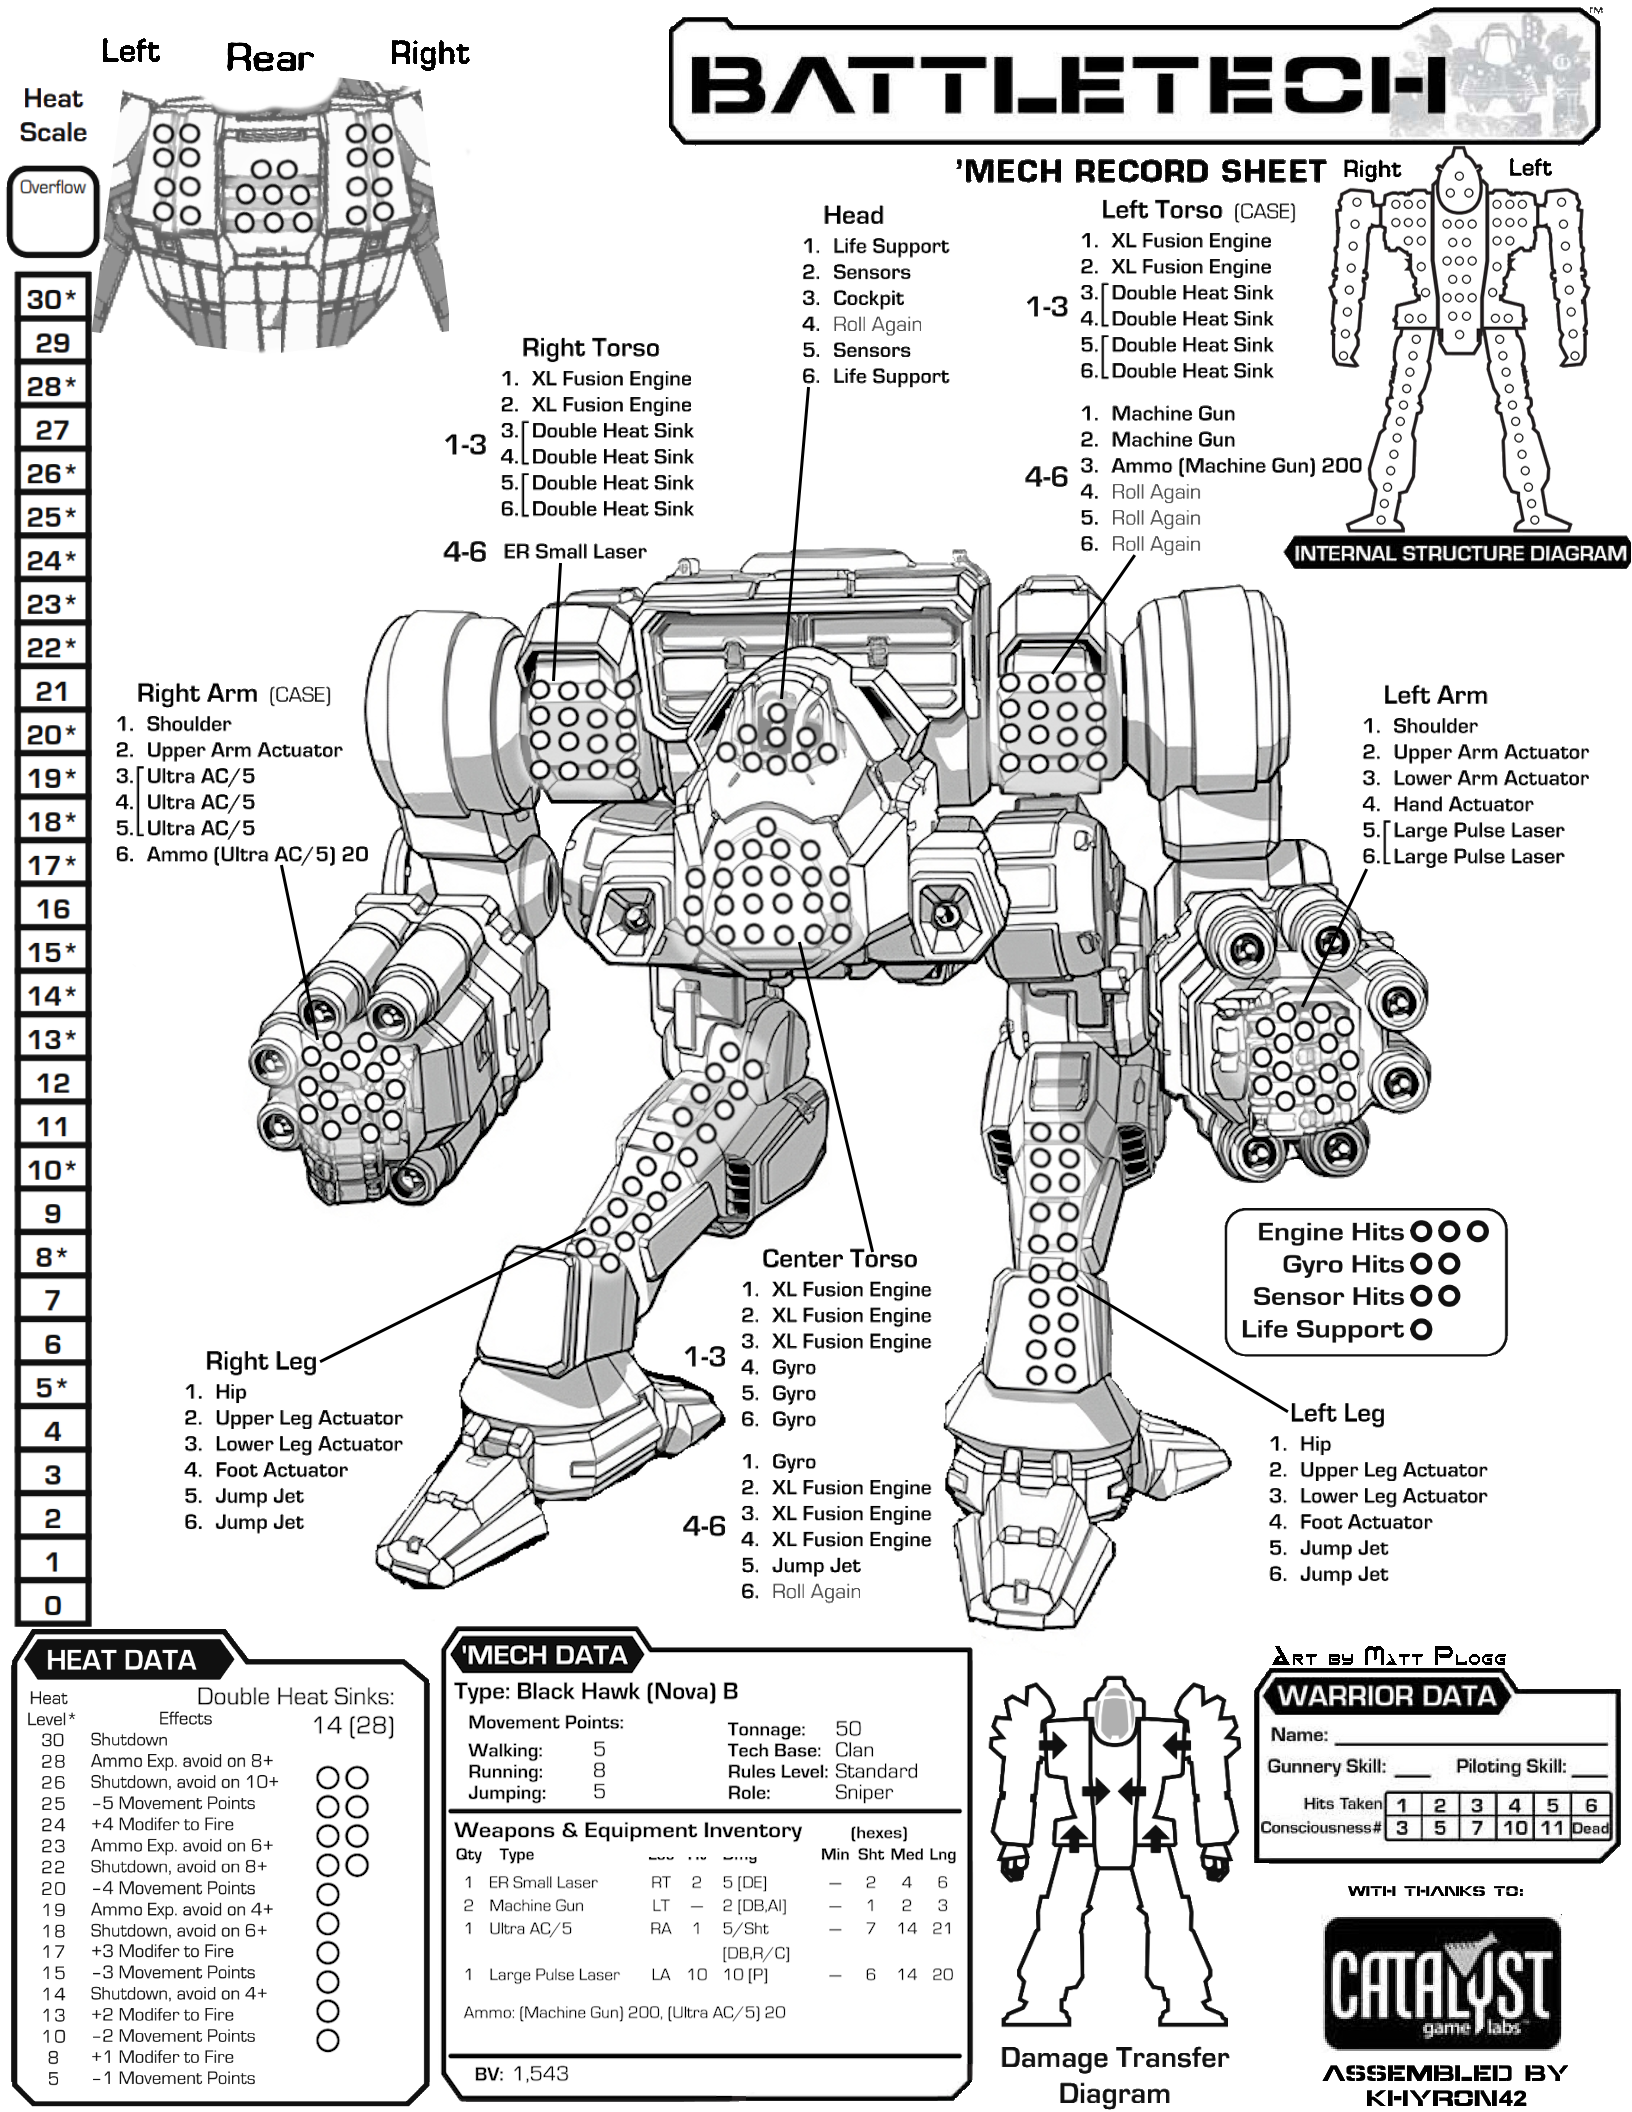 Left Rear Right
Heat
Scale
Overflow
30*
29
28*
27
26*
25*
24*
23*
22*
21
20*
19*
18*
17*
16
15*
14*
13*
12
11
10*
9
8*
7
6
5*
4
3
2
1
0
BATTLETECH
™
'MECH RECORD SHEET
Right Left
INTERNAL STRUCTURE DIAGRAM
Head
1. Life Support
2. Sensors
3. Cockpit
4. Roll Again
5. Sensors
6. Life Support
Left Torso (CASE)
1-3
1. XL Fusion Engine
2. XL Fusion Engine
3. Double Heat Sink
4. Double Heat Sink
5. Double Heat Sink
6. Double Heat Sink
4-6
1. Machine Gun
2. Machine Gun
3. Ammo (Machine Gun) 200
4. Roll Again
5. Roll Again
6. Roll Again
Right Torso
1-3
1. XL Fusion Engine
2. XL Fusion Engine
3. Double Heat Sink
4. Double Heat Sink
5. Double Heat Sink
6. Double Heat Sink
4-6 ER Small Laser
Right Arm (CASE)
1. Shoulder
2. Upper Arm Actuator
3. Ultra AC/5
4. Ultra AC/5
5. Ultra AC/5
6. Ammo (Ultra AC/5) 20
Left Arm
1. Shoulder
2. Upper Arm Actuator
3. Lower Arm Actuator
4. Hand Actuator
5. Large Pulse Laser
6. Large Pulse Laser
Engine Hits
Gyro Hits
Sensor Hits
Life Support
Center Torso
1-3
1. XL Fusion Engine
2. XL Fusion Engine
3. XL Fusion Engine
4. Gyro
5. Gyro
6. Gyro
4-6
1. Gyro
2. XL Fusion Engine
3. XL Fusion Engine
4. XL Fusion Engine
5. Jump Jet
6. Roll Again
Right Leg
1. Hip
2. Upper Leg Actuator
3. Lower Leg Actuator
4. Foot Actuator
5. Jump Jet
6. Jump Jet
Left Leg
1. Hip
2. Upper Leg Actuator
3. Lower Leg Actuator
4. Foot Actuator
5. Jump Jet
6. Jump Jet
HEAT DATA
Double Heat Sinks:
14 (28)
Heat
Level* Effects
30 Shutdown
28 Ammo Exp. avoid on 8+
26 Shutdown, avoid on 10+
25 -5 Movement Points
24 +4 Modifer to Fire
23 Ammo Exp. avoid on 6+
22 Shutdown, avoid on 8+
20 -4 Movement Points
19 Ammo Exp. avoid on 4+
18 Shutdown, avoid on 6+
17 +3 Modifer to Fire
15 -3 Movement Points
14 Shutdown, avoid on 4+
13 +2 Modifer to Fire
10 -2 Movement Points
8 +1 Modifer to Fire
5 -1 Movement Points
'MECH DATA
Type: Black Hawk (Nova) B
Movement Points:
Walking: 5
Running: 8
Jumping: 5
Tonnage: 50
Tech Base: Clan
Rules Level: Standard
Role: Sniper
Weapons & Equipment Inventory (hexes)
Qty Type Min Sht Med Lng
1 ER Small Laser RT 2 5 [DE] — 2 4 6
2 Machine Gun LT — 2 [DB,AI] — 1 2 3
1 Ultra AC/5 RA 1 5/Sht — 7 14 21
[DB,R/C]
1 Large Pulse Laser LA 10 10 [P] — 6 14 20
Ammo: (Machine Gun) 200, (Ultra AC/5) 20
BV: 1,543
Damage Transfer
Diagram
Art by Matt Plogg
WARRIOR DATA
Name:
Gunnery Skill: Piloting Skill:
Hits Taken 1 2 3 4 5 6
Consciousness# 3 5 7 10 11 Dead
WITH THANKS TO:
CATALYST
game labs
ASSEMBLED BY
KHYRON42